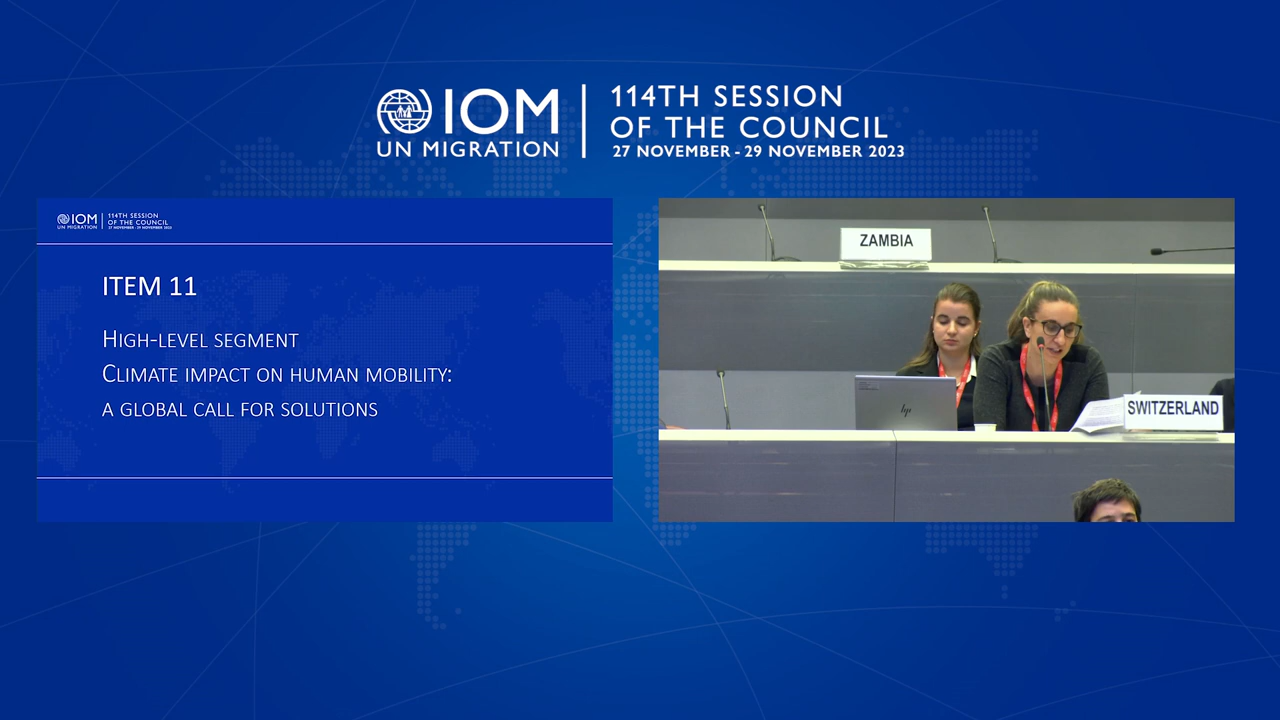 IOM
UN MIGRATION
114TH SESSION
OF THE COUNCIL
27 NOVEMBER - 29 NOVEMBER 2023
IOM
UN MIGRATION
114TH SESSION
OF THE COUNCIL
27 NOVEMBER - 29 NOVEMBER 2023
ITEM 11
HIGH-LEVEL SEGMENT
CLIMATE IMPACT ON HUMAN MOBILITY:
A GLOBAL CALL FOR SOLUTIONS
ZAMBIA
hp
SWITZERLAND